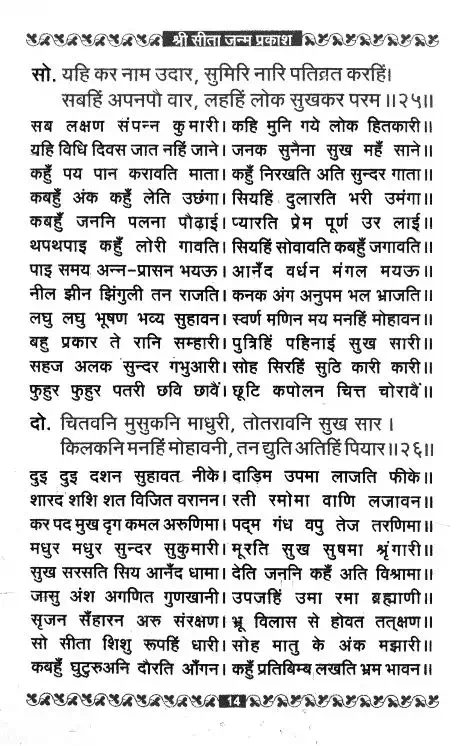 श्री सीता जन्म प्रकाश
सो. यहि कर नाम उदार, सुमिरि नारि पतिव्रत करहिं।
सबहिं अपनपौ वार, लहहिं लोक सुखकर परम ॥२५॥
सब लक्षण संपन्न कुमारी। कहि मुनि गये लोक हितकारी॥
यहि विधि दिवस जात नहिं जाने। जनक सुनैना सुख महँ साने॥
कहुँ पय पान करावति माता। कहुँ निरखति अति सुन्दर गाता॥
कबहुँ अंक कहुँ लेति उछंगा। सियहिं दुलारति भरी उमंगा॥
कबहुँ जननि पलना पौढ़ाई। प्यारति प्रेम पूर्ण उर लाई॥
थपथपाइ कहुँ लोरी गावति। सियहिं सोवावति कबहुँ जगावति॥
पाइ समय अन्न-प्रासन भयऊ। आनँद वर्धन मंगल मयऊ॥
नील झीन झिंगुली तन राजति। कनक अंग अनुपम भल भ्राजति॥
लघु लघु भूषण भव्य सुहावन। स्वर्ण मणिन मय मनहिं मोहावन॥
बहु प्रकार ते रानि सम्हारी। पुत्रिहिं पहिनाई सुख सारी॥
सहज अलक सुन्दर गभुआरी। सोह सिरहिं सुठि कारी कारी॥
फुहुर फुहुर पतरी छवि छावैं। छूटि कपोलन चित्त चोरावैं॥
दो. चितवनि मुसुकनि माधुरी, तोतरावनि सुख सार ।
किलकनि मनहिं मोहावनी, तन द्युति अतिहिं पियार॥२६॥
दुइ दुइ दशन सुहावत नीके। दाड़िम उपमा लाजति फीके॥
शारद शशि शत विजित वरानन। रती रमोमा वाणि लजावन॥
कर पद मुख दृग कमल अरुणिमा। पद्म गंध वपु तेज तरणिमा॥
मधुर मधुर सुन्दर सुकुमारी। मूरति सुख सुषमा श्रृंगारी॥
सुख सरसति सिय आनँद धामा। देति जननि कहँ अति विश्रामा॥
जासु अंश अगणित गुणखानी। उपजहिं उमा रमा ब्रह्माणी॥
सृजन सँहारन अरु संरक्षण। भ्रू विलास से होवत तत्क्षण॥
सो सीता शिशु रूपहिं धारी। सोह मातु के अंक मझारी॥
कबहुँ घुटुरुअनि दौरति आँगन। कहुँ प्रतिबिम्ब लखति भ्रम भावन॥
14